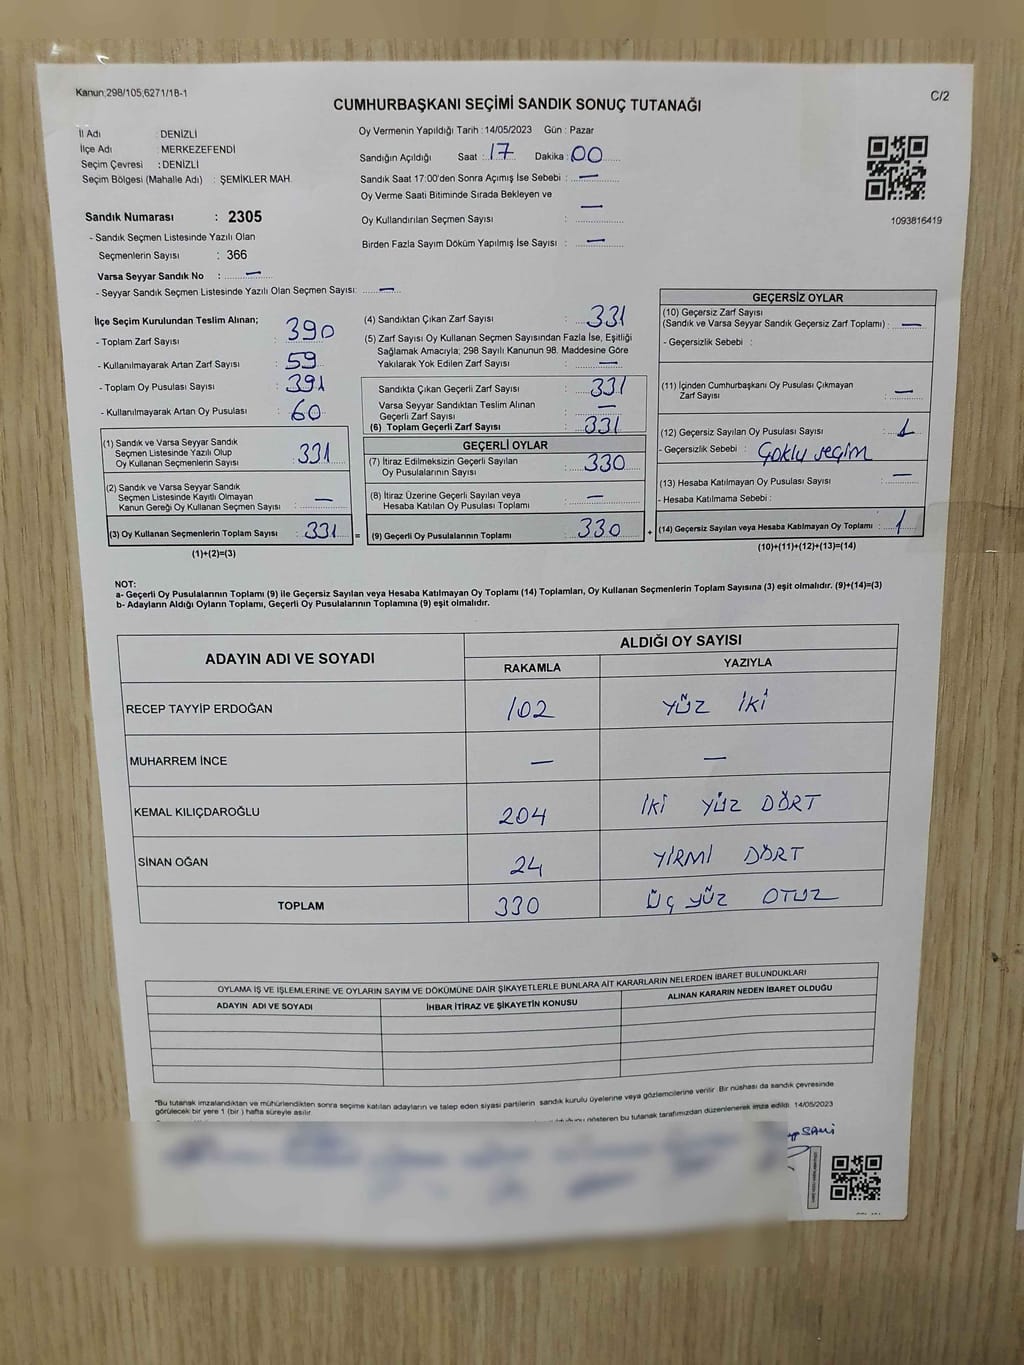 Kanun;298/105;6271/18-1
CUMHURBAŞKANI SEÇİMİ SANDIK SONUÇ TUTANAĞI
C/2
İl Adı : DENİZLİ
İlçe Adı : MERKEZEFENDİ
Seçim Çevresi : DENİZLİ
Seçim Bölgesi (Mahalle Adı) : ŞEMİKLER MAH.
Sandık Numarası : 2305
- Sandık Seçmen Listesinde Yazılı Olan
Seçmenlerin Sayısı : 366
Varsa Seyyar Sandık No : —
- Seyyar Sandık Seçmen Listesinde Yazılı Olan Seçmen Sayısı: —
Oy Vermenin Yapıldığı Tarih : 14/05/2023 Gün : Pazar
Sandığın Açıldığı Saat : 17 Dakika : 00
Sandık Saat 17:00'den Sonra Açımış İse Sebebi : —
Oy Verme Saati Bitiminde Sırada Bekleyen ve
Oy Kullandırılan Seçmen Sayısı : —
Birden Fazla Sayım Döküm Yapılmış İse Sayısı : —
1093816419
İlçe Seçim Kurulundan Teslim Alınan;
- Toplam Zarf Sayısı : 390
- Kullanılmayarak Artan Zarf Sayısı : 59
- Toplam Oy Pusulası Sayısı : 391
- Kullanılmayarak Artan Oy Pusulası : 60
(1) Sandık ve Varsa Seyyar Sandık
Seçmen Listesinde Yazılı Olup
Oy Kullanan Seçmenlerin Sayısı : 331
(2) Sandık ve Varsa Seyyar Sandık
Seçmen Listesinde Kayıtlı Olmayan
Kanun Gereği Oy Kullanan Seçmen Sayısı : —
(3) Oy Kullanan Seçmenlerin Toplam Sayısı : 331 =
(1)+(2)=(3)
(4) Sandıktan Çıkan Zarf Sayısı : 331
(5) Zarf Sayısı Oy Kullanan Seçmen Sayısından Fazla İse, Eşitliği
Sağlamak Amacıyla; 298 Sayılı Kanunun 98. Maddesine Göre
Yakılarak Yok Edilen Zarf Sayısı : —
Sandıkta Çıkan Geçerli Zarf Sayısı : 331
Varsa Seyyar Sandıktan Teslim Alınan
Geçerli Zarf Sayısı : —
(6) Toplam Geçerli Zarf Sayısı : 331
GEÇERLİ OYLAR
(7) İtiraz Edilmeksizin Geçerli Sayılan
Oy Pusulalarının Sayısı : 330
(8) İtiraz Üzerine Geçerli Sayılan veya
Hesaba Katılan Oy Pusulası Toplamı : —
(9) Geçerli Oy Pusulalarının Toplamı : 330 +
GEÇERSİZ OYLAR
(10) Geçersiz Zarf Sayısı
(Sandık ve Varsa Seyyar Sandık Geçersiz Zarf Toplamı) : —
- Geçersizlik Sebebi :
(11) İçinden Cumhurbaşkanı Oy Pusulası Çıkmayan
Zarf Sayısı : —
(12) Geçersiz Sayılan Oy Pusulası Sayısı : 1
- Geçersizlik Sebebi : Çoklu seçim
(13) Hesaba Katılmayan Oy Pusulası Sayısı : —
- Hesaba Katılmama Sebebi :
(14) Geçersiz Sayılan veya Hesaba Katılmayan Oy Toplamı : 1
(10)+(11)+(12)+(13)=(14)
NOT:
a- Geçerli Oy Pusulalarının Toplamı (9) ile Geçersiz Sayılan veya Hesaba Katılmayan Oy Toplamı (14) Toplamları, Oy Kullanan Seçmenlerin Toplam Sayısına (3) eşit olmalıdır. (9)+(14)=(3)
b- Adayların Aldığı Oyların Toplamı, Geçerli Oy Pusulalarının Toplamına (9) eşit olmalıdır.
ADAYIN ADI VE SOYADI ALDIĞI OY SAYISI
RAKAMLA YAZIYLA
RECEP TAYYİP ERDOĞAN 102 YÜZ İKİ
MUHARREM İNCE — —
KEMAL KILIÇDAROĞLU 204 İKİ YÜZ DÖRT
SİNAN OĞAN 24 YİRMİ DÖRT
TOPLAM 330 ÜÇ YÜZ OTUZ
OYLAMA İŞ VE İŞLEMLERİNE VE OYLARIN SAYIM VE DÖKÜMÜNE DAİR ŞİKAYETLERLE BUNLARA AİT KARARLARIN NELERDEN İBARET BULUNDUKLARI
ADAYIN ADI VE SOYADI İHBAR İTİRAZ VE ŞİKAYETİN KONUSU ALINAN KARARIN NEDEN İBARET OLDUĞU
*Bu tutanak imzalandıktan ve mühürlendikten sonra seçime katılan adayların ve talep eden siyasi partilerin sandık kurulu üyelerine veya gözlemcilerine verilir. Bir nüshası da sandık çevresinde
görülecek bir yere 1 (bir) hafta süreyle asılır.
gösteren bu tutanak tarafımızdan düzenlenerek imza edildi. 14/05/2023